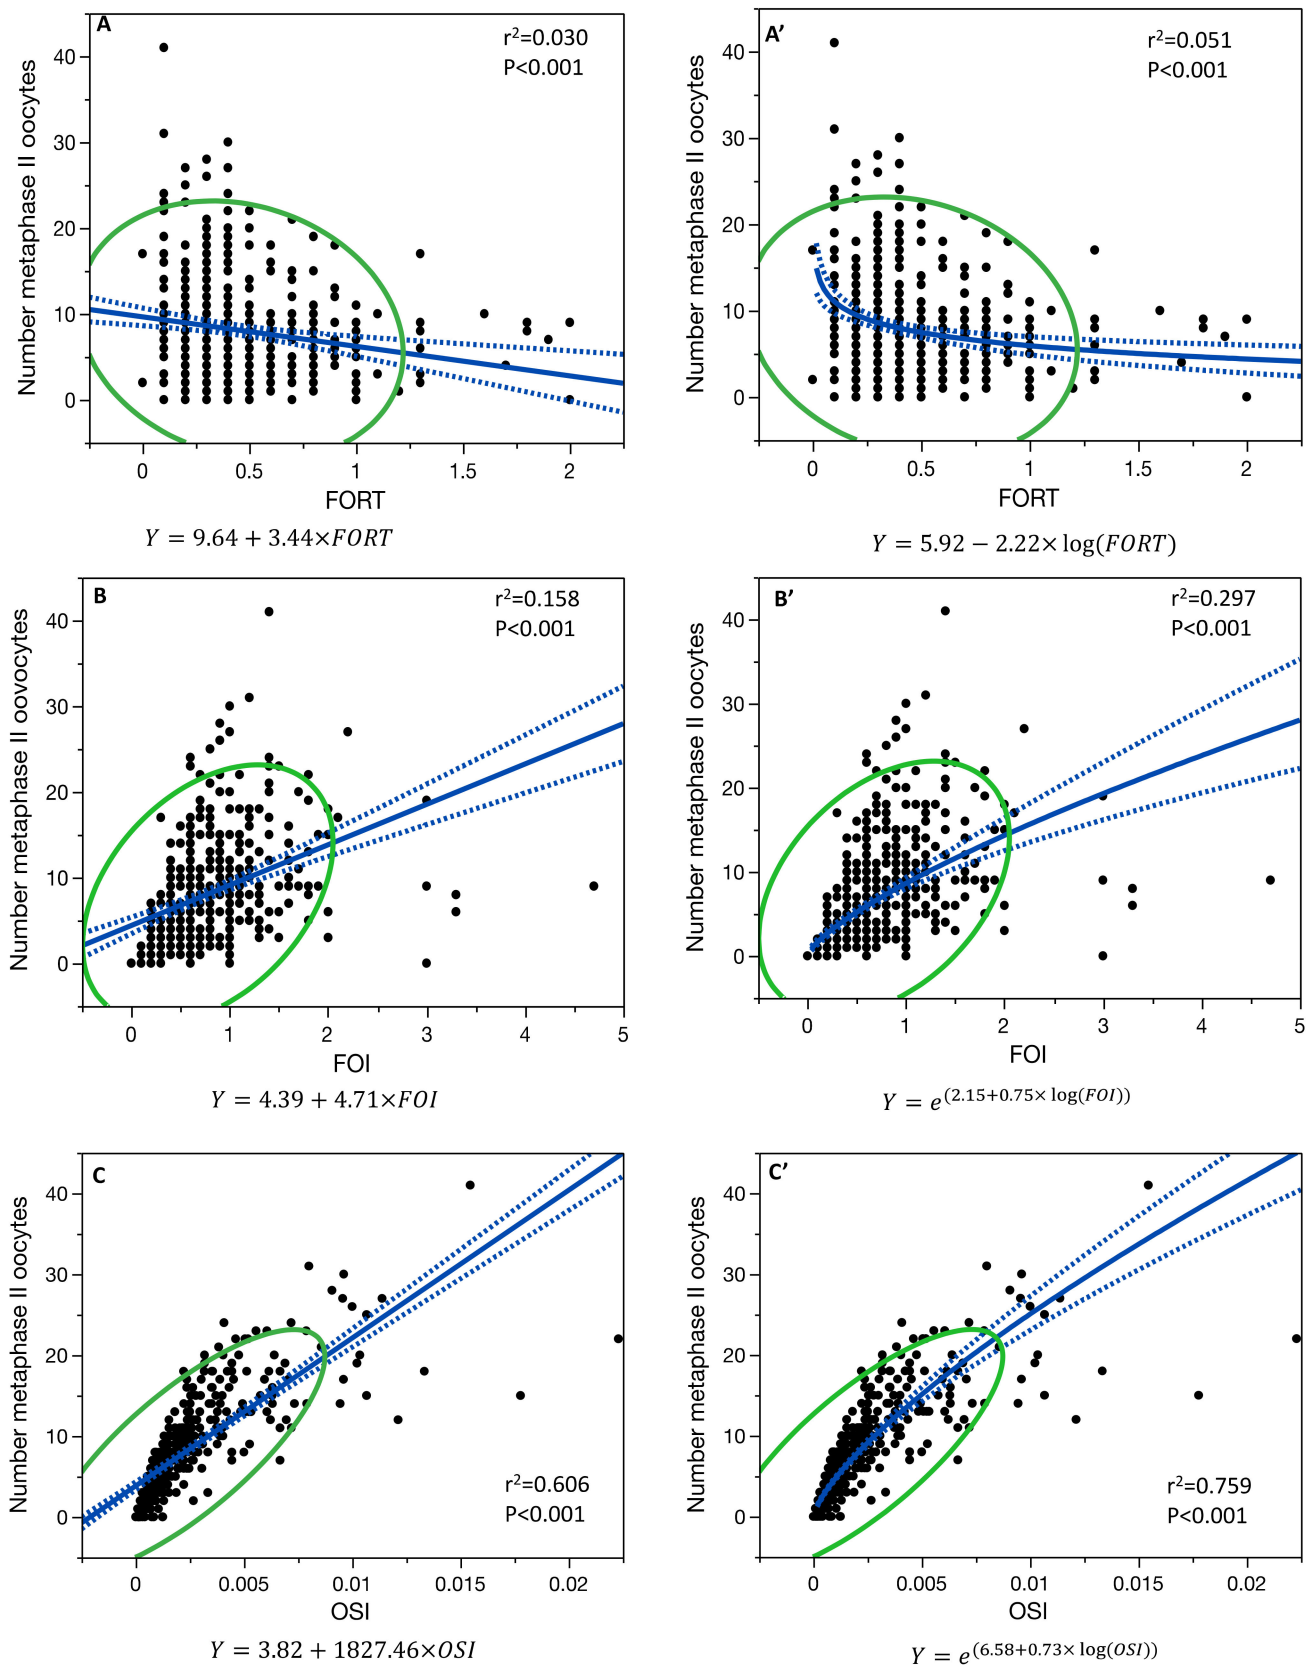 A
r²=0.030
P<0.001
Number metaphase II oocytes
40
30
20
10
0
0
0.5
1
1.5
2
FORT
Y = 9.64 + 3.44×FORT
A’
r²=0.051
P<0.001
Number metaphase II oocytes
40
30
20
10
0
0
0.5
1
1.5
2
FORT
Y = 5.92 − 2.22× log(FORT)
B
r²=0.158
P<0.001
Number metaphase II oovocytes
40
30
20
10
0
0
1
2
3
4
5
FOI
Y = 4.39 + 4.71×FOI
B’
r²=0.297
P<0.001
Number metaphase II oocytes
40
30
20
10
0
0
1
2
3
4
5
FOI
Y = e^(2.15+0.75× log(FOI))
C
Number metaphase II oocytes
40
30
20
10
0
r²=0.606
P<0.001
0
0.005
0.01
0.015
0.02
OSI
Y = 3.82 + 1827.46×OSI
C’
Number metaphase II oocytes
40
30
20
10
0
r²=0.759
P<0.001
0
0.005
0.01
0.015
0.02
OSI
Y = e^(6.58+0.73× log(OSI))